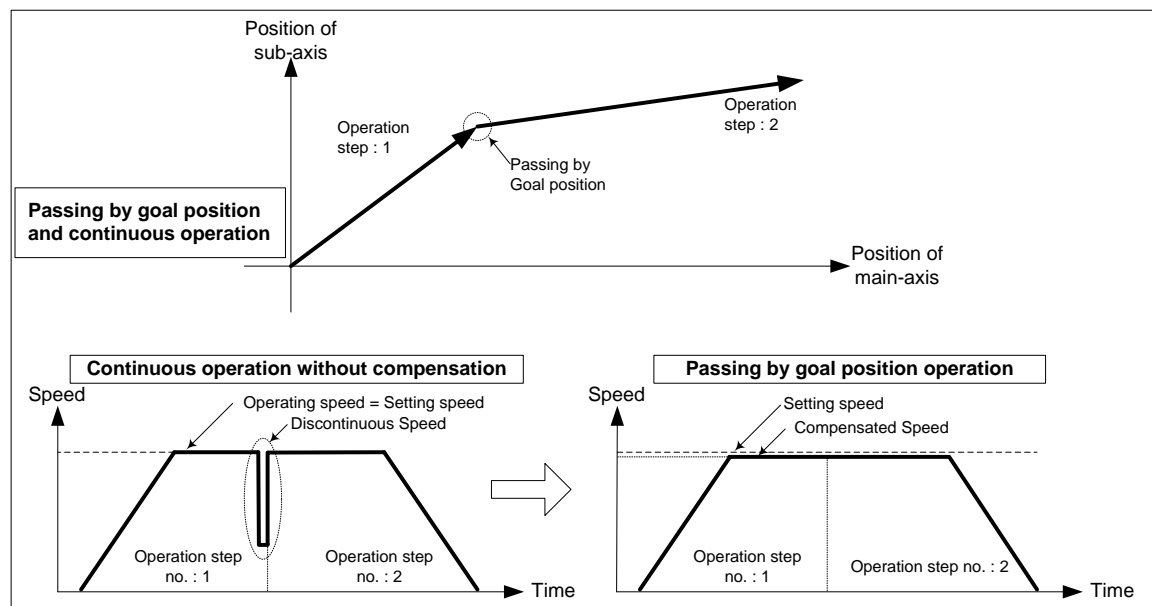 Position of
sub-axis
Operation
step : 1
Operation
step : 2
Passing by
Goal position
Passing by goal position
and continuous operation
Position of
main-axis
Continuous operation without compensation
Speed
Operating speed = Setting speed
Discontinuous Speed
Operation step
no. : 1
Operation step
no. : 2
Time
Passing by goal position operation
Speed
Setting speed
Compensated Speed
Operation step
no. : 1
Operation step no. : 2
Time